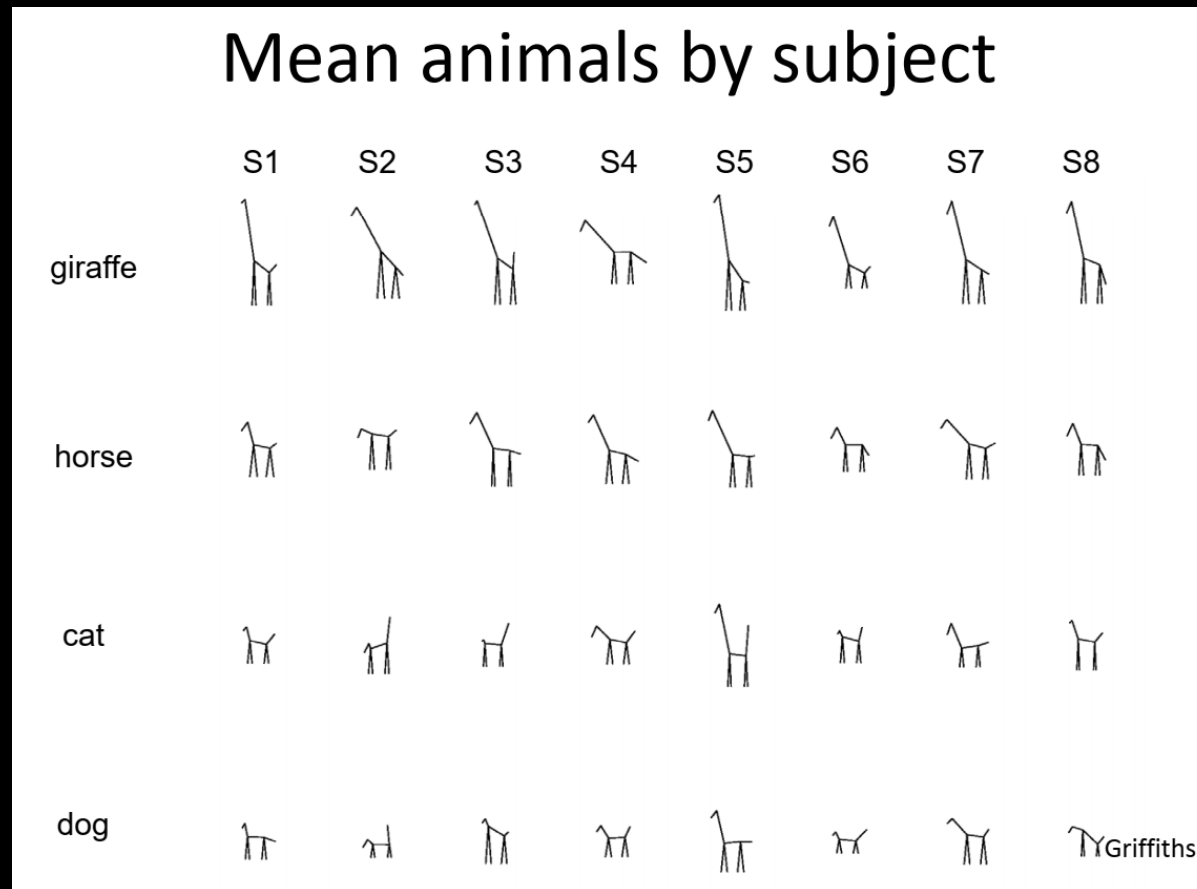 Mean animals by subject
S1 S2 S3 S4 S5 S6 S7 S8
giraffe
horse
cat
dog
Griffiths